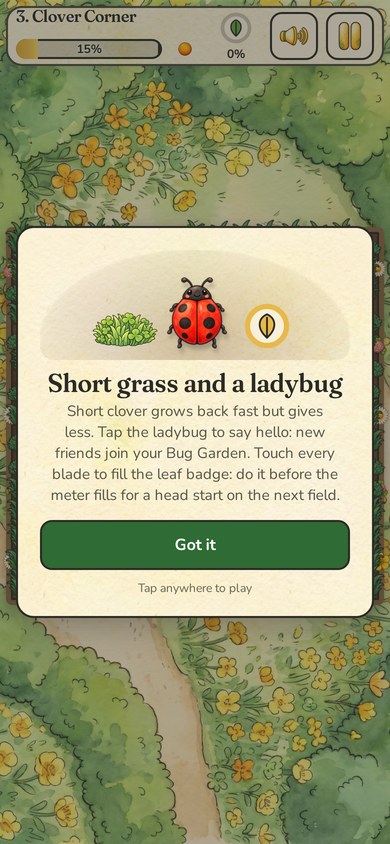 3. Clover Corner
15%
0%
Short grass and a ladybug
Short clover grows back fast but gives
less. Tap the ladybug to say hello: new
friends join your Bug Garden. Touch every
blade to fill the leaf badge: do it before the
meter fills for a head start on the next field.
Got it
Tap anywhere to play